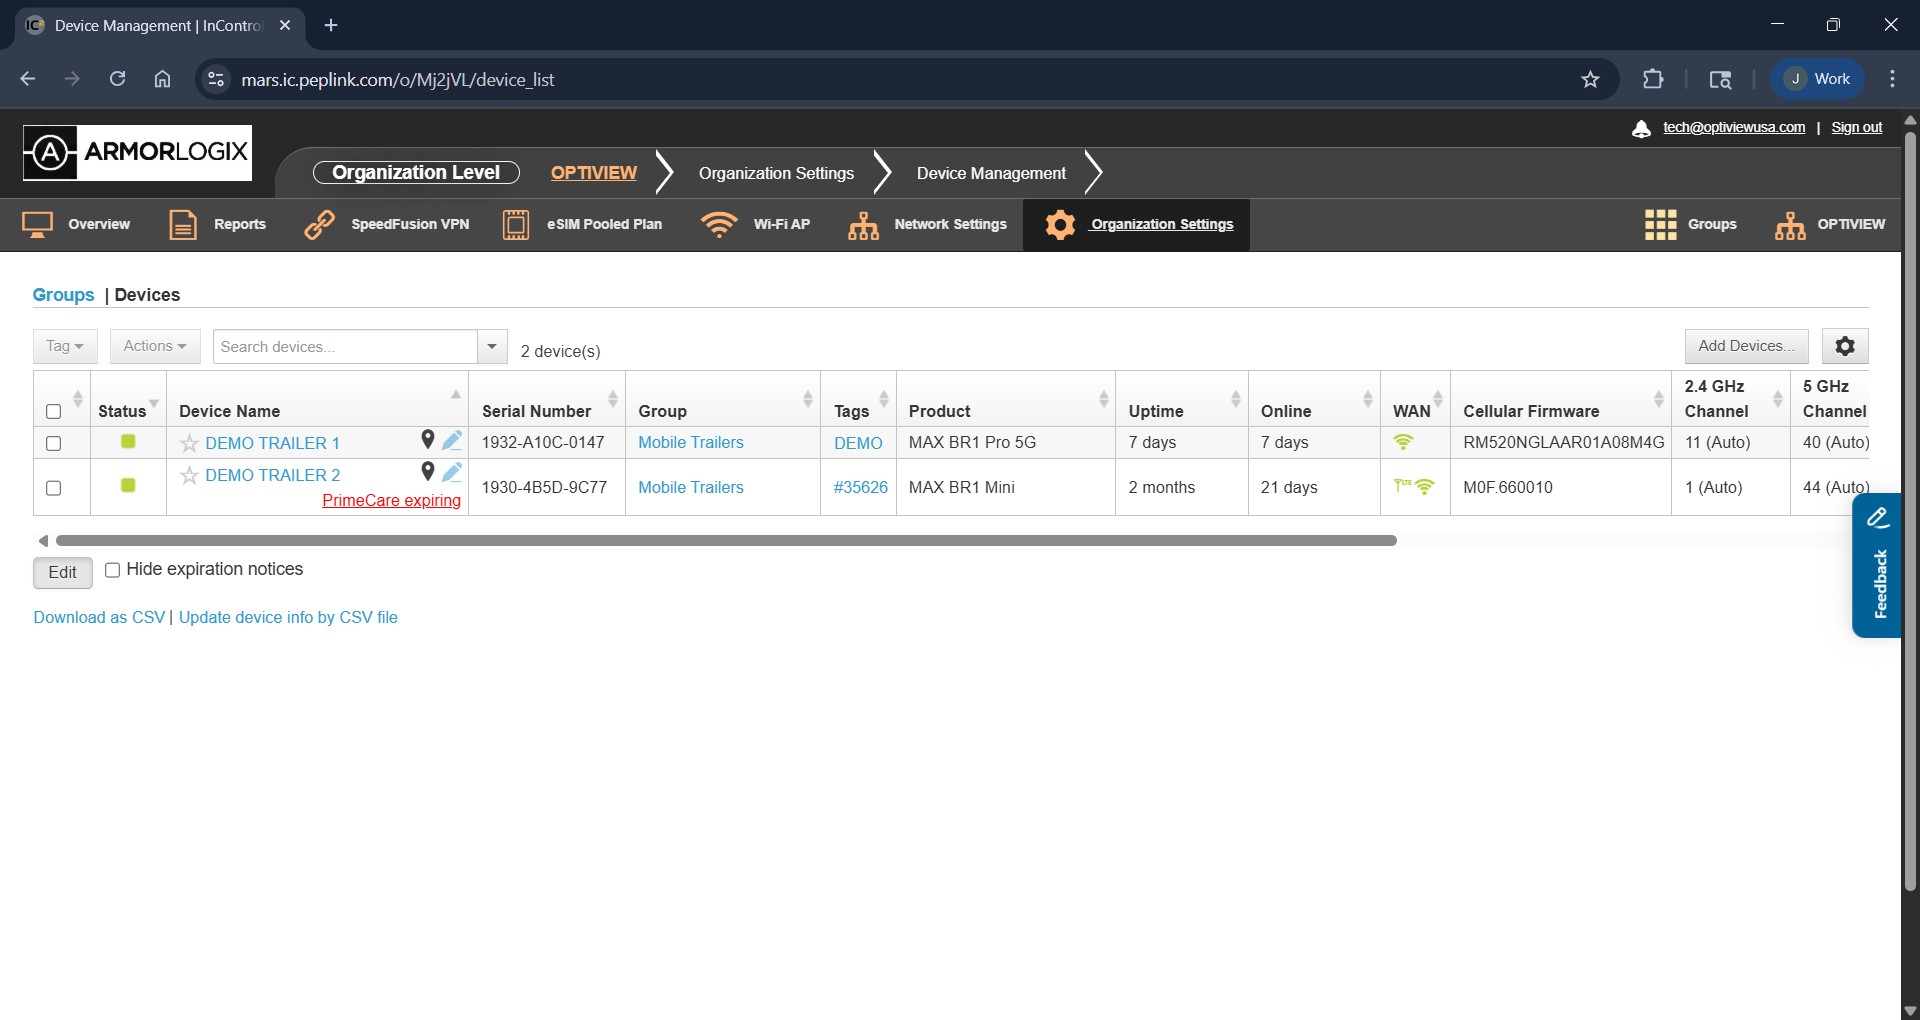 Device Management | InContro
mars.ic.peplink.com/o/Mj2jVL/device_list
J Work
ARMORLOGIX
tech@optiviewusa.com | Sign out
Organization Level OPTIVIEW Organization Settings Device Management
Overview Reports SpeedFusion VPN eSIM Pooled Plan Wi-Fi AP Network Settings Organization Settings Groups OPTIVIEW
Groups | Devices
Tag Actions Search devices... 2 device(s) Add Devices...
Status Device Name Serial Number Group Tags Product Uptime Online WAN Cellular Firmware 2.4 GHz Channel 5 GHz Channel
DEMO TRAILER 1 1932-A10C-0147 Mobile Trailers DEMO MAX BR1 Pro 5G 7 days 7 days RM520NGLAAR01A08M4G 11 (Auto) 40 (Auto)
DEMO TRAILER 2 1930-4B5D-9C77 Mobile Trailers #35626 MAX BR1 Mini 2 months 21 days LTE M0F.660010 1 (Auto) 44 (Auto)
PrimeCare expiring
Edit Hide expiration notices
Download as CSV | Update device info by CSV file
Feedback